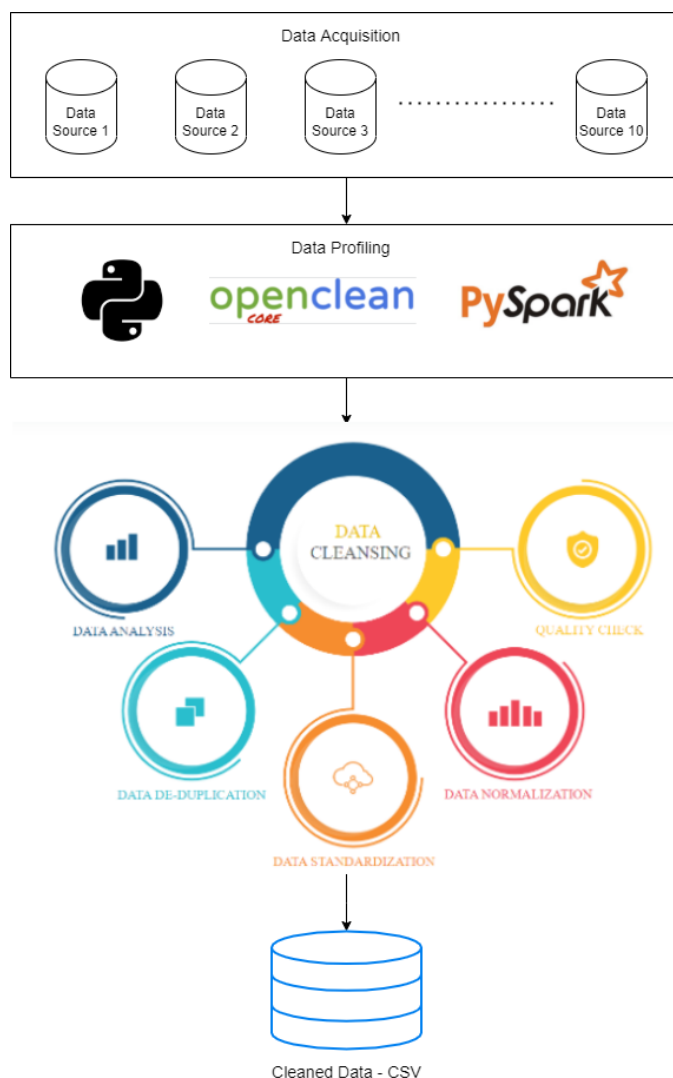 Data Acquisition
Data
Source 1
Data
Source 2
Data
Source 3
Data
Source 10
Data Profiling
openclean
CORE
PySpark
DATA
CLEANSING
DATA ANALYSIS
QUALITY CHECK
DATA DE-DUPLICATION
DATA NORMALIZATION
DATA STANDARDIZATION
Cleaned Data - CSV